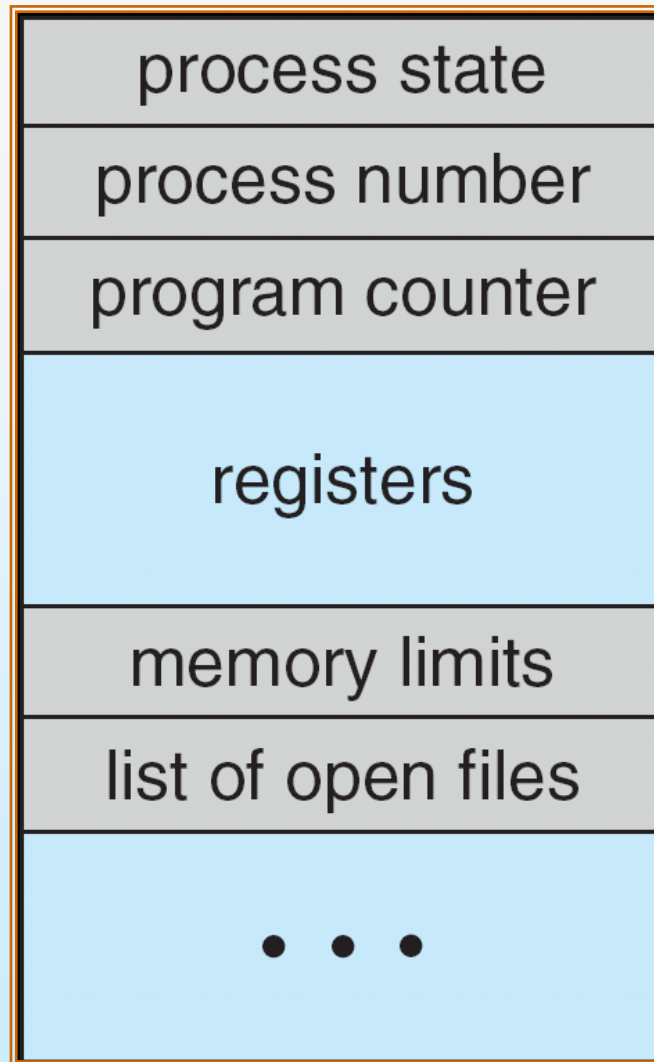 process state
process number
program counter
registers
memory limits
list of open files
• • •